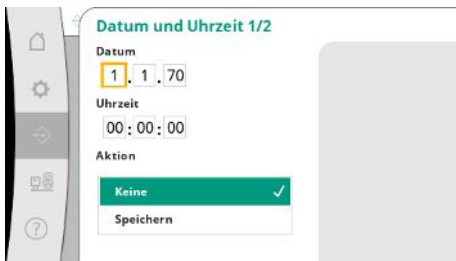 Datum und Uhrzeit 1/2
Datum
1 . 1 . 70
Uhrzeit
00 : 00 : 00
Aktion
Keine
Speichern
?